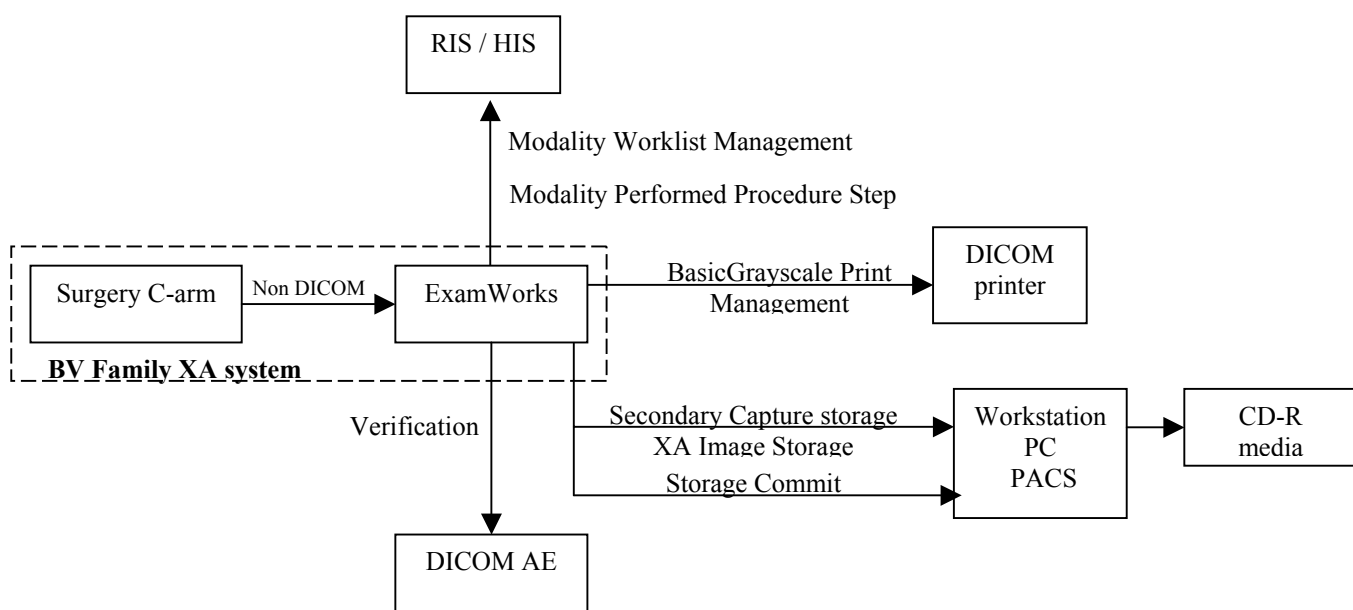 RIS / HIS
Modality Worklist Management
Modality Performed Procedure Step
Surgery C-arm
Non DICOM
ExamWorks
BV Family XA system
BasicGrayscale Print
Management
DICOM
printer
Verification
Secondary Capture storage
XA Image Storage
Storage Commit
Workstation
PC
PACS
CD-R
media
DICOM AE